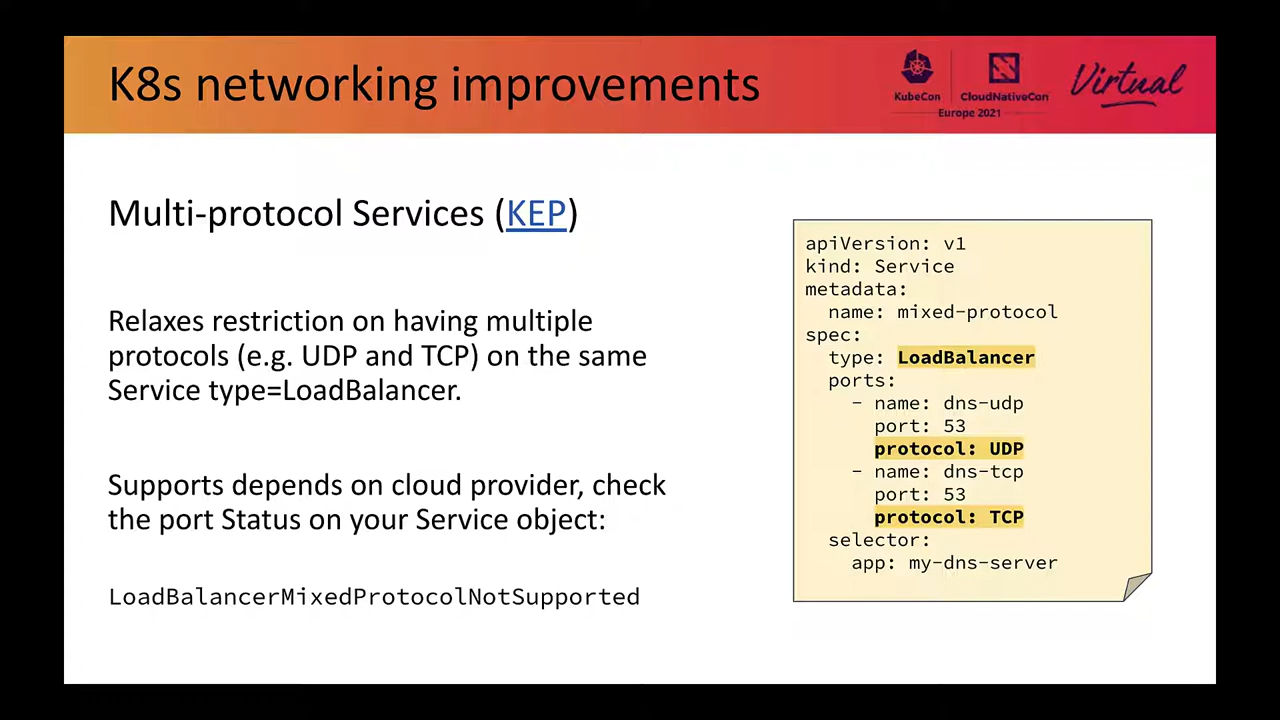 K8s networking improvements
KubeCon
CloudNativeCon
Europe 2021
Virtual
Multi-protocol Services (KEP)
Relaxes restriction on having multiple
protocols (e.g. UDP and TCP) on the same
Service type=LoadBalancer.
Supports depends on cloud provider, check
the port Status on your Service object:
LoadBalancerMixedProtocolNotSupported
apiVersion: v1
kind: Service
metadata:
  name: mixed-protocol
spec:
  type: LoadBalancer
  ports:
    - name: dns-udp
      port: 53
      protocol: UDP
    - name: dns-tcp
      port: 53
      protocol: TCP
  selector:
    app: my-dns-server